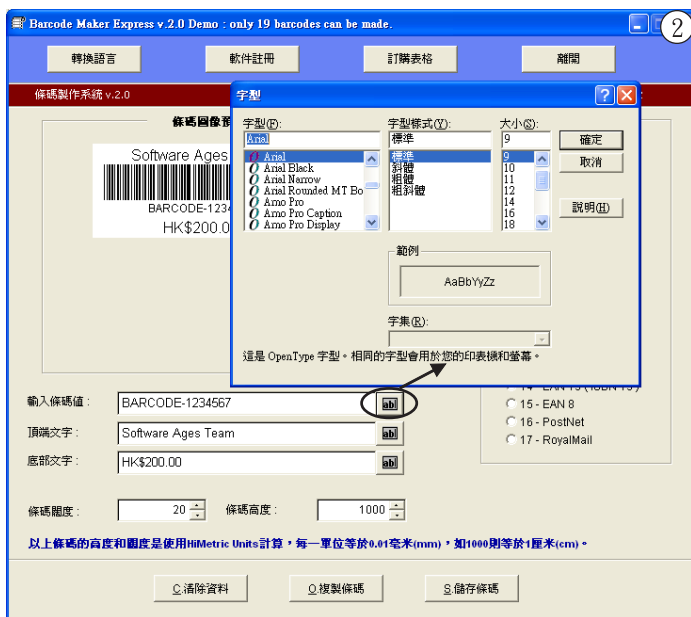 Barcode Maker Express v.2.0 Demo : only 19 barcodes can be made.
②
轉換語言 軟件註冊 訂購表格 離開
條碼製作系統 v.2.0
字型
條碼圖像預
Software Ages
BARCODE-1234
HK$200.0
字型(F): 字型樣式(Y): 大小(S):
Arial 標準 9 確定
Arial 標準 9
Arial Black 斜體 10 取消
Arial Narrow 粗體 11
Arial Rounded MT Bo 粗斜體 12
Arno Pro 14 說明(H)
Arno Pro Caption 16
Arno Pro Display 18
範例
AaBbYyZz
字集(R):
這是 OpenType 字型。相同的字型會用於您的印表機和螢幕。
輸入條碼值 : BARCODE-1234567 ab
頂端文字 : Software Ages Team ab
底部文字 : HK$200.00 ab
14 - EAN 13 (ISBN 13 )
15 - EAN 8
16 - PostNet
17 - RoyalMail
條碼闊度 : 20 條碼高度 : 1000
以上條碼的高度和闊度是使用HiMetric Units計算，每一單位等於0.01毫米(mm)，如1000則等於1厘米(cm)。
C.清除資料 O.複製條碼 S.儲存條碼